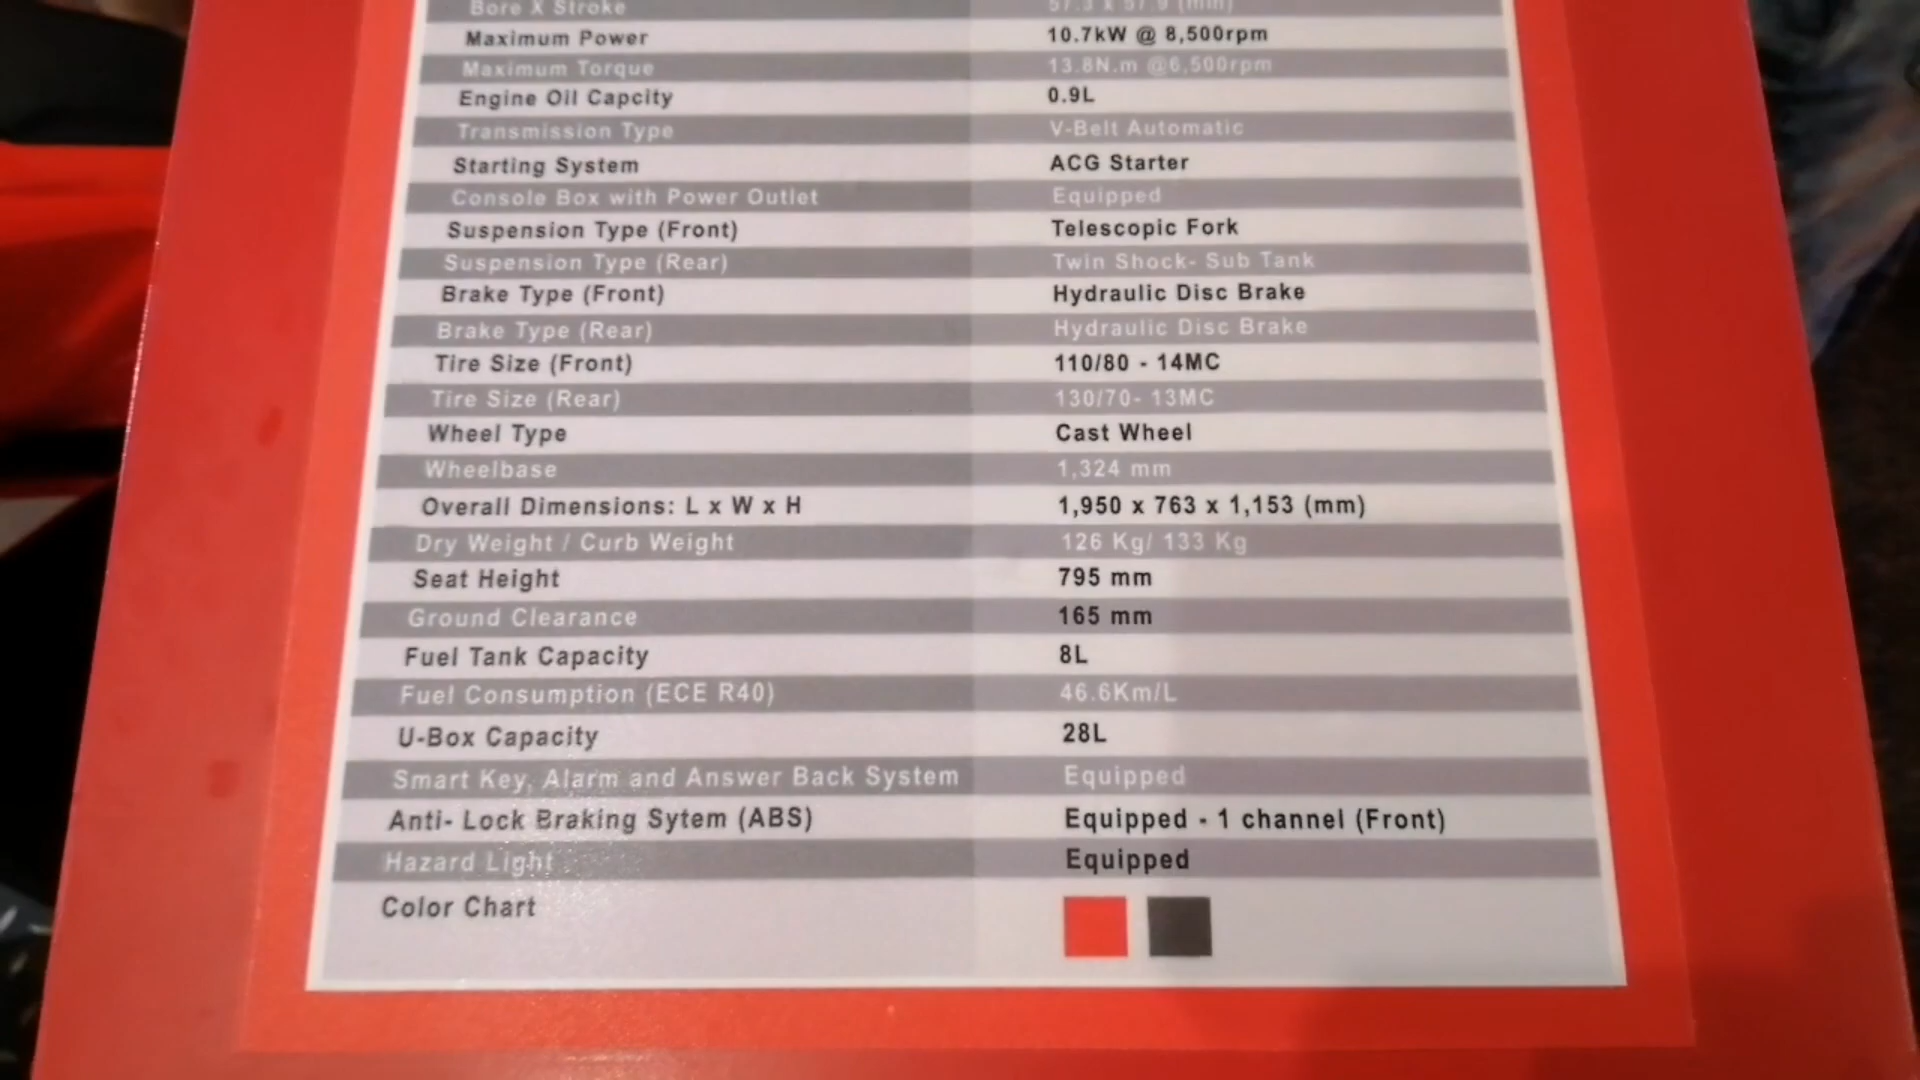 Bore X Stroke 57.3 x 57.9 (mm)
Maximum Power 10.7kW @ 8,500rpm
Maximum Torque 13.8N.m @6,500rpm
Engine Oil Capcity 0.9L
Transmission Type V-Belt Automatic
Starting System ACG Starter
Console Box with Power Outlet Equipped
Suspension Type (Front) Telescopic Fork
Suspension Type (Rear) Twin Shock- Sub Tank
Brake Type (Front) Hydraulic Disc Brake
Brake Type (Rear) Hydraulic Disc Brake
Tire Size (Front) 110/80 - 14MC
Tire Size (Rear) 130/70- 13MC
Wheel Type Cast Wheel
Wheelbase 1,324 mm
Overall Dimensions: L x W x H 1,950 x 763 x 1,153 (mm)
Dry Weight / Curb Weight 126 Kg/ 133 Kg
Seat Height 795 mm
Ground Clearance 165 mm
Fuel Tank Capacity 8L
Fuel Consumption (ECE R40) 46.6Km/L
U-Box Capacity 28L
Smart Key, Alarm and Answer Back System Equipped
Anti- Lock Braking Sytem (ABS) Equipped - 1 channel (Front)
Hazard Light Equipped
Color Chart